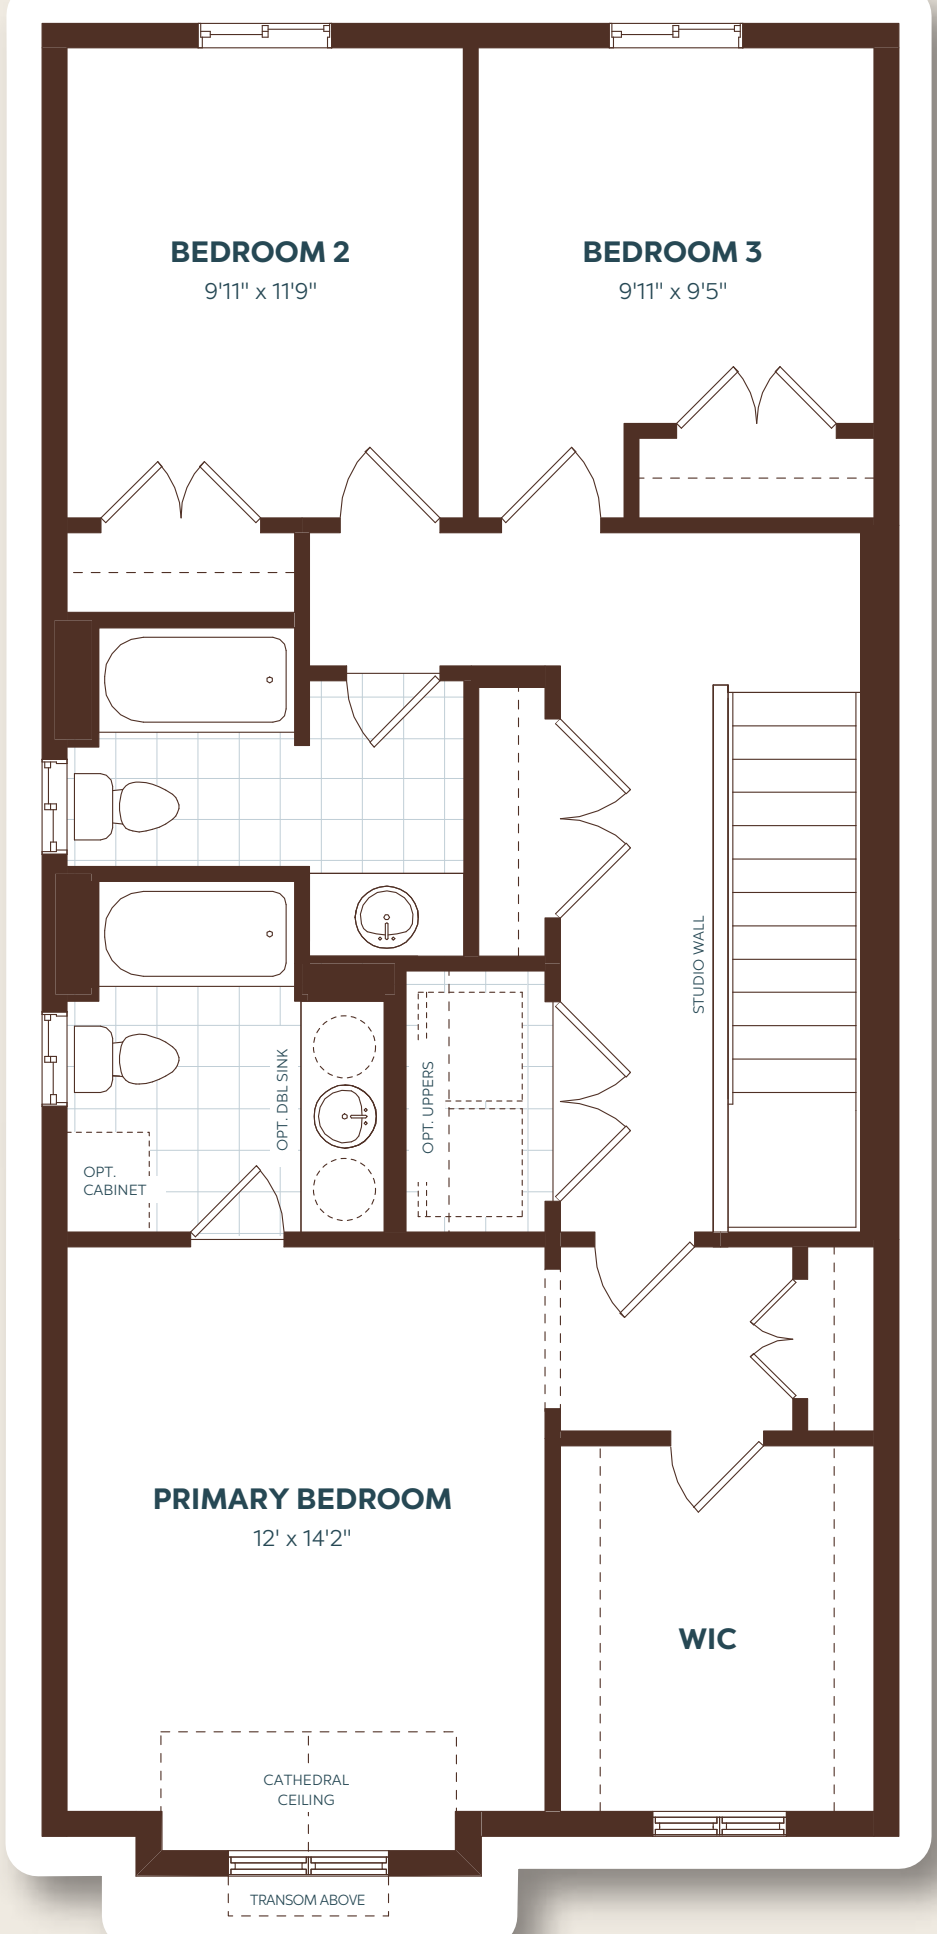 BEDROOM 2
9'11" x 11'9"
BEDROOM 3
9'11" x 9'5"
STUDIO WALL
OPT. DBL SINK
OPT. UPPERS
OPT.
CABINET
PRIMARY BEDROOM
12' x 14'2"
WIC
CATHEDRAL
CEILING
TRANSOM ABOVE